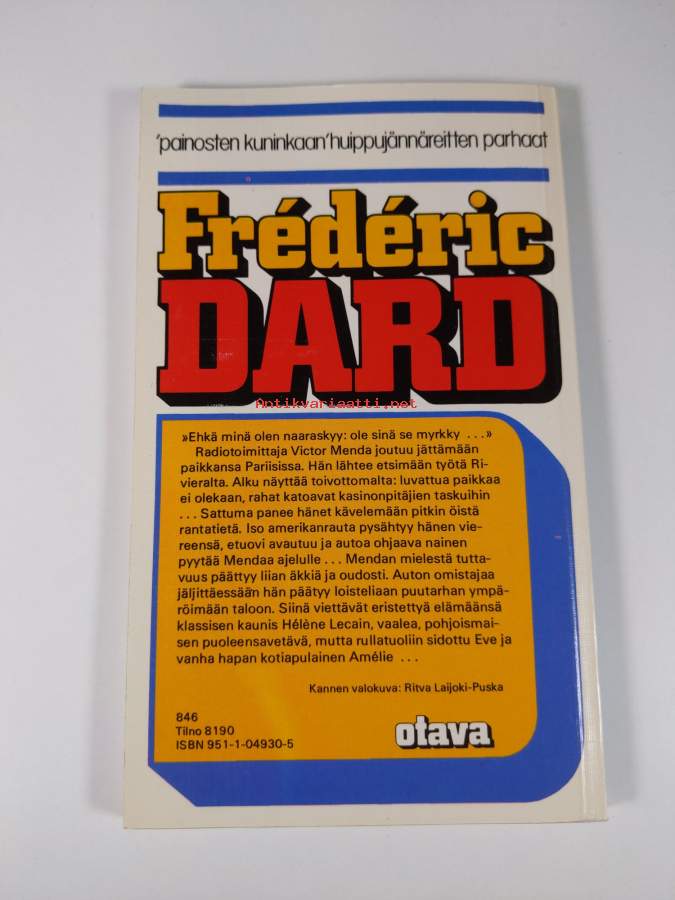 'painosten kuninkaan' huippujännäreitten parhaat
Frédéric
DARD
Antikvariaatti.net
»Ehkä minä olen naaraskyy: ole sinä se myrkky ...»
Radiotoimittaja Victor Menda joutuu jättämään
paikkansa Pariisissa. Hän lähtee etsimään työtä Ri-
vieralta. Alku näyttää toivottomalta: luvattua paikkaa
ei olekaan, rahat katoavat kasinonpitäjien taskuihin
... Sattuma panee hänet kävelemään pitkin öistä
rantatietä. Iso amerikanrauta pysähtyy hänen vie-
reensä, etuovi avautuu ja autoa ohjaava nainen
pyytää Mendaa ajelulle ... Mendan mielestä tutta-
vuus päättyy liian äkkiä ja oudosti. Auton omistajaa
jäljittäessään hän päätyy loisteliaan puutarhan ympä-
röimään taloon. Siinä viettävät eristettyä elämäänsä
klassisen kaunis Hélène Lecain, vaalea, pohjoismai-
sen puoleensavetävä, mutta rullatuoliin sidottu Eve ja
vanha hapan kotiapulainen Amélie ...
Kannen valokuva: Ritva Laijoki-Puska
846
Tilno 8190
ISBN 951-1-04930-5
otava